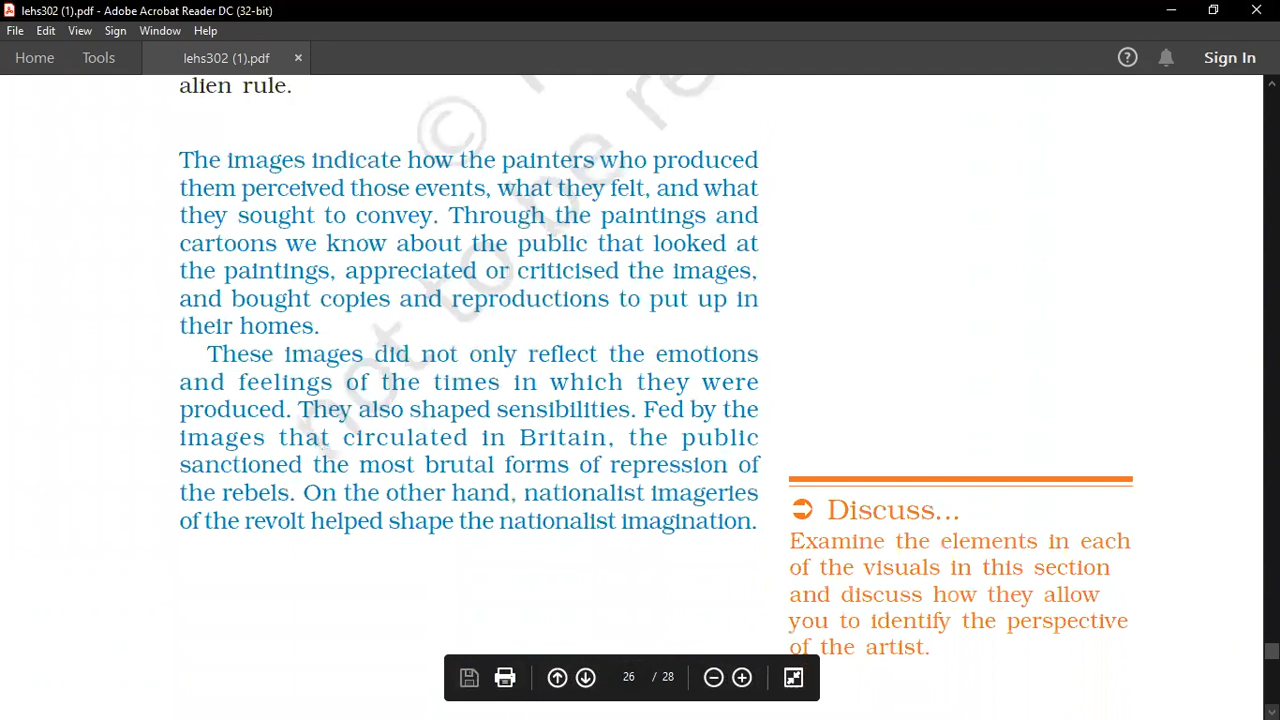 lehs302 (1).pdf - Adobe Acrobat Reader DC (32-bit)
File Edit View Sign Window Help
Home Tools lehs302 (1).pdf × Sign In
alien rule.
The images indicate how the painters who produced
them perceived those events, what they felt, and what
they sought to convey. Through the paintings and
cartoons we know about the public that looked at
the paintings, appreciated or criticised the images,
and bought copies and reproductions to put up in
their homes.
These images did not only reflect the emotions
and feelings of the times in which they were
produced. They also shaped sensibilities. Fed by the
images that circulated in Britain, the public
sanctioned the most brutal forms of repression of
the rebels. On the other hand, nationalist imageries
of the revolt helped shape the nationalist imagination.
Discuss...
Examine the elements in each
of the visuals in this section
and discuss how they allow
you to identify the perspective
of the artist.
© not to be re
26 / 28